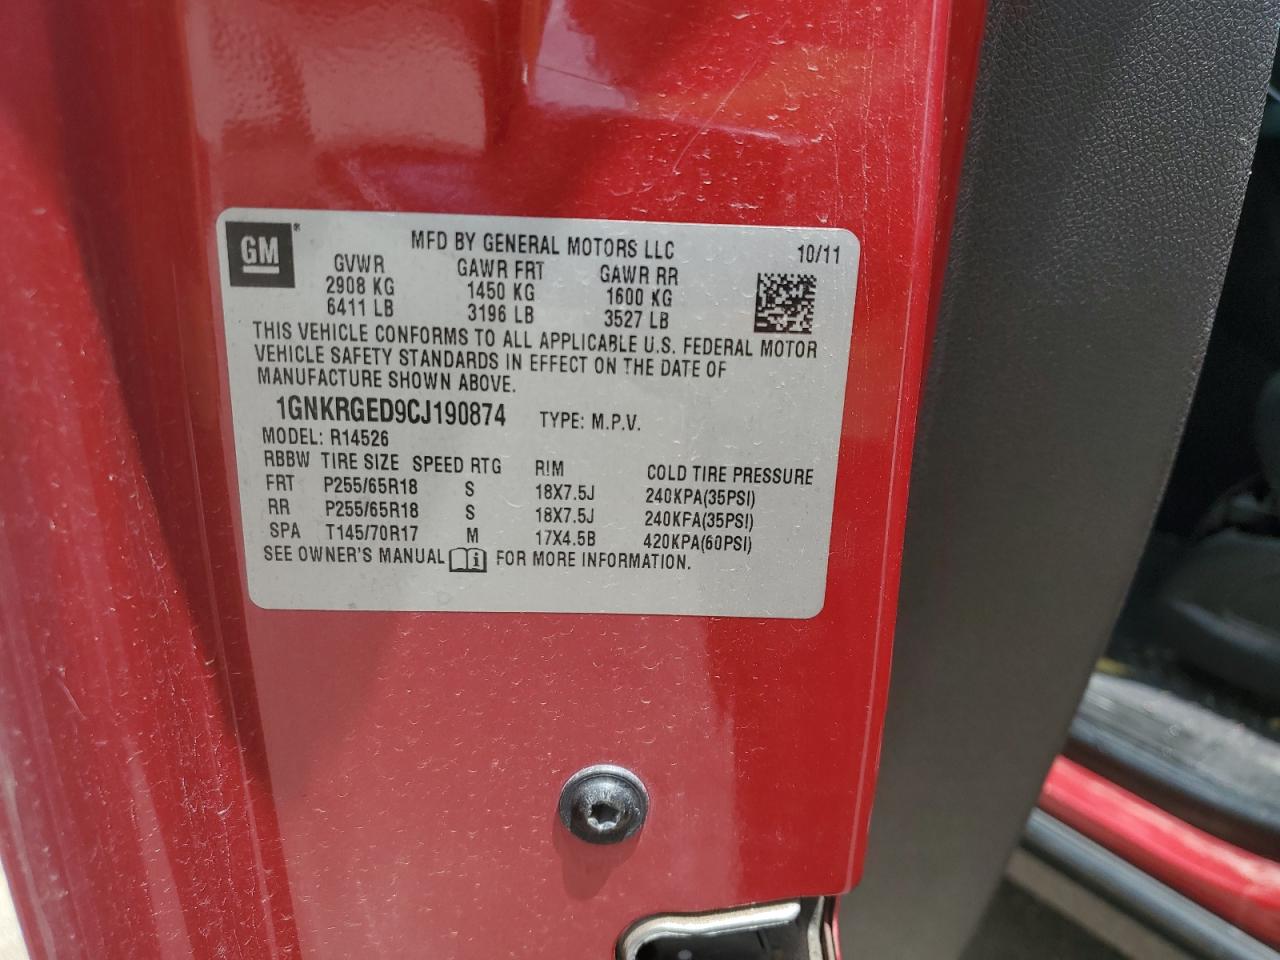 GM
MFD BY GENERAL MOTORS LLC 10/11
GVWR GAWR FRT GAWR RR
2908 KG 1450 KG 1600 KG
6411 LB 3196 LB 3527 LB
THIS VEHICLE CONFORMS TO ALL APPLICABLE U.S. FEDERAL MOTOR
VEHICLE SAFETY STANDARDS IN EFFECT ON THE DATE OF
MANUFACTURE SHOWN ABOVE.
1GNKRGED9CJ190874 TYPE: M.P.V.
MODEL: R14526
RBBW TIRE SIZE SPEED RTG RIM COLD TIRE PRESSURE
FRT P255/65R18 S 18X7.5J 240KPA(35PSI)
RR P255/65R18 S 18X7.5J 240KPA(35PSI)
SPA T145/70R17 M 17X4.5B 420KPA(60PSI)
SEE OWNER'S MANUAL i FOR MORE INFORMATION.